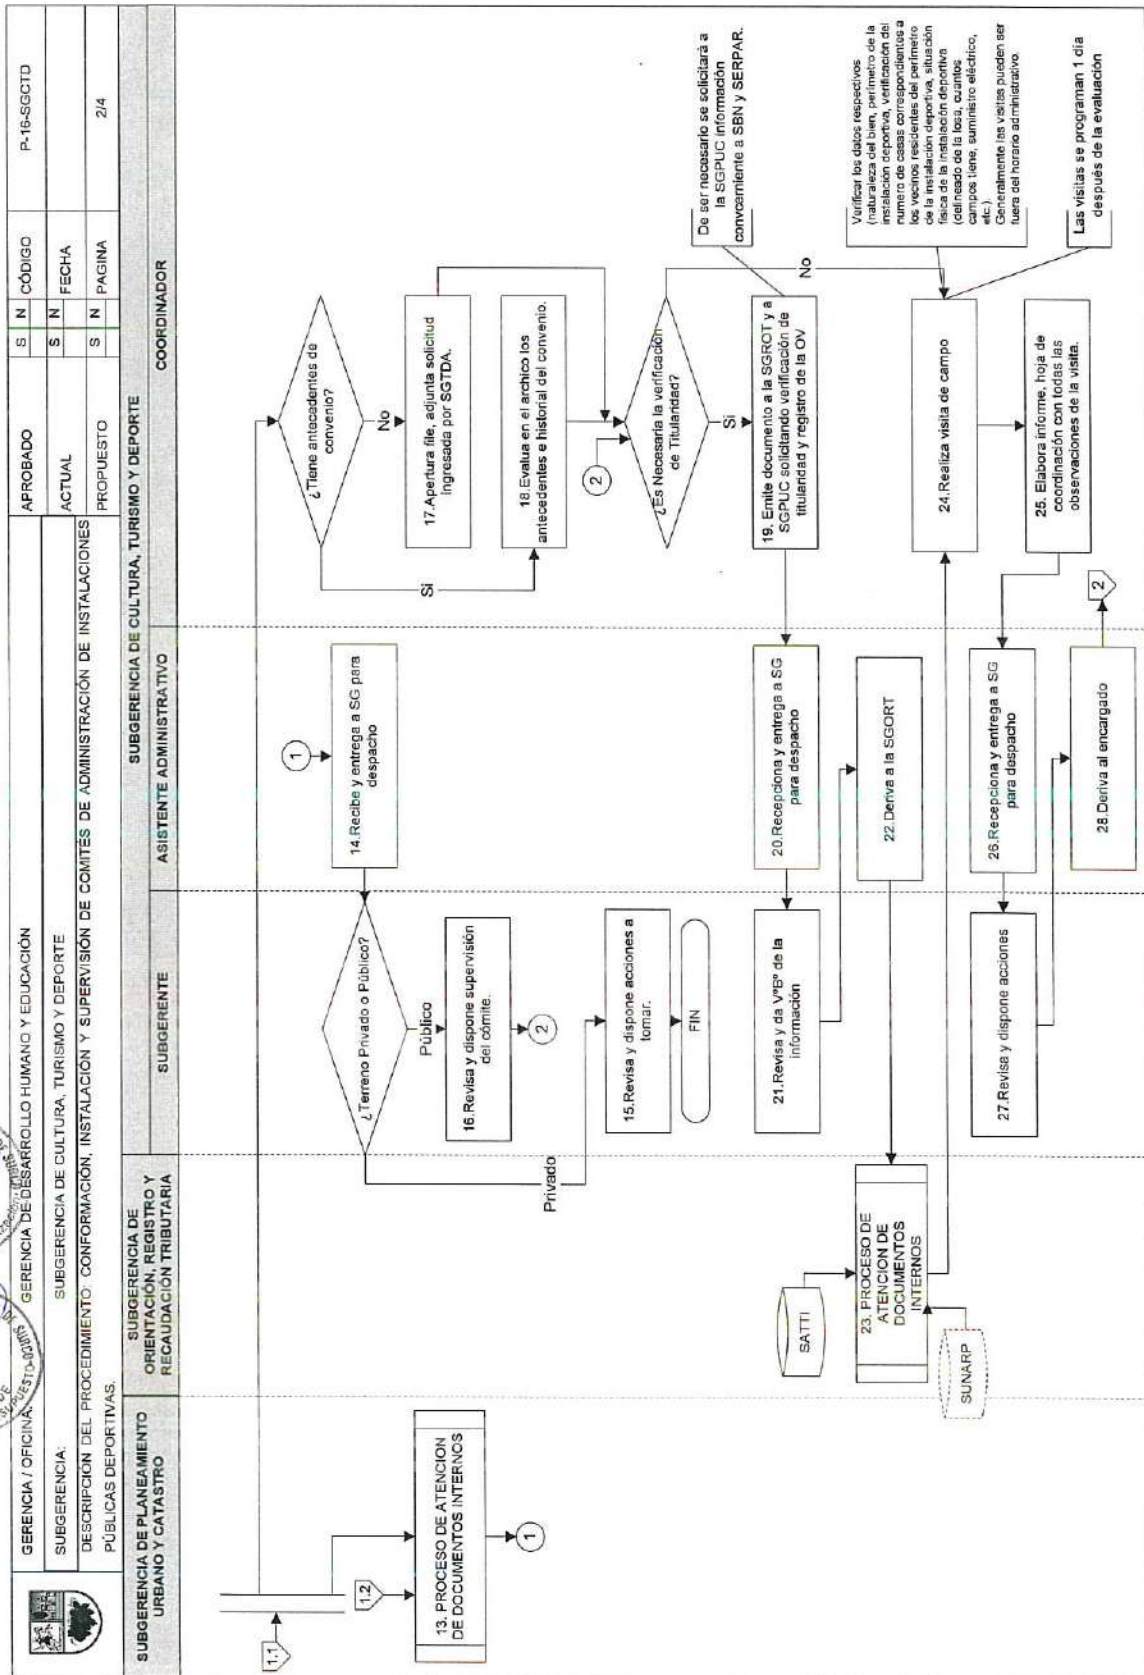 GERENCIA / OFICINA:
GERENCIA DE DESARROLLO HUMANO Y EDUCACIÓN
APROBADO
S N
CÓDIGO
P-16-SGCTD
SUBGERENCIA:
SUBGERENCIA DE CULTURA, TURISMO Y DEPORTE
ACTUAL
S N
FECHA
DESCRIPCIÓN DEL PROCEDIMIENTO: CONFORMACIÓN, INSTALACIÓN Y SUPERVISIÓN DE COMITÉS DE ADMINISTRACIÓN DE INSTALACIONES
PÚBLICAS DEPORTIVAS.
PROPUESTO
S N
PAGINA
2/4
SUBGERENCIA DE PLANEAMIENTO
URBANO Y CATASTRO
SUBGERENCIA DE
ORIENTACIÓN, REGISTRO Y
RECAUDACIÓN TRIBUTARIA
SUBGERENCIA DE CULTURA, TURISMO Y DEPORTE
SUBGERENTE
ASISTENTE ADMINISTRATIVO
COORDINADOR
1.1
1.2
13. PROCESO DE ATENCION
DE DOCUMENTOS INTERNOS
1
1
14.Recibe y entrega a SG para
despacho
¿Terreno Privado o Público?
Público
Privado
16.Revisa y dispone supervisión
del cómite.
2
15.Revisa y dispone acciones a
tomar.
FIN
¿Tiene antecedentes de
convenio?
No
Si
17.Apertura file, adjunta solicitud
ingresada por SGTDA.
18.Evalua en el archico los
antecedentes e historial del convenio.
2
¿Es Necesaria la verificación
de Titularidad?
Si
No
19. Emite documento a la SGROT y a
SGPUC solicitando verificación de
titularidad y registro de la OV
De ser necesario se solicitará a
la SGPUC información
convcerniente a SBN y SERPAR.
20.Recepciona y entrega a SG
para despacho
21.Revisa y da V°B° de la
información
22.Deriva a la SGORT
SATTI
23. PROCESO DE
ATENCION DE
DOCUMENTOS
INTERNOS
SUNARP
24.Realiza visita de campo
Verificar los datos respectivos
(naturaleza del bien, perímetro de la
instalación deportiva, verificación del
numero de casas correspondientes a
los vecinos residentes del perímetro
de la instalación deportiva, situación
física de la instalación deportiva
(delineado de la losa, cuantos
campos tiene, suministro eléctrico,
etc.).
Generalmente las visitas pueden ser
fuera del horario administrativo.
Las visitas se programan 1 día
después de la evaluación
25. Elabora informe, hoja de
coordinación con todas las
observaciones de la visita.
26.Recepciona y entrega a SG
para despacho
27.Revisa y dispone acciones
28.Deriva al encargado
2